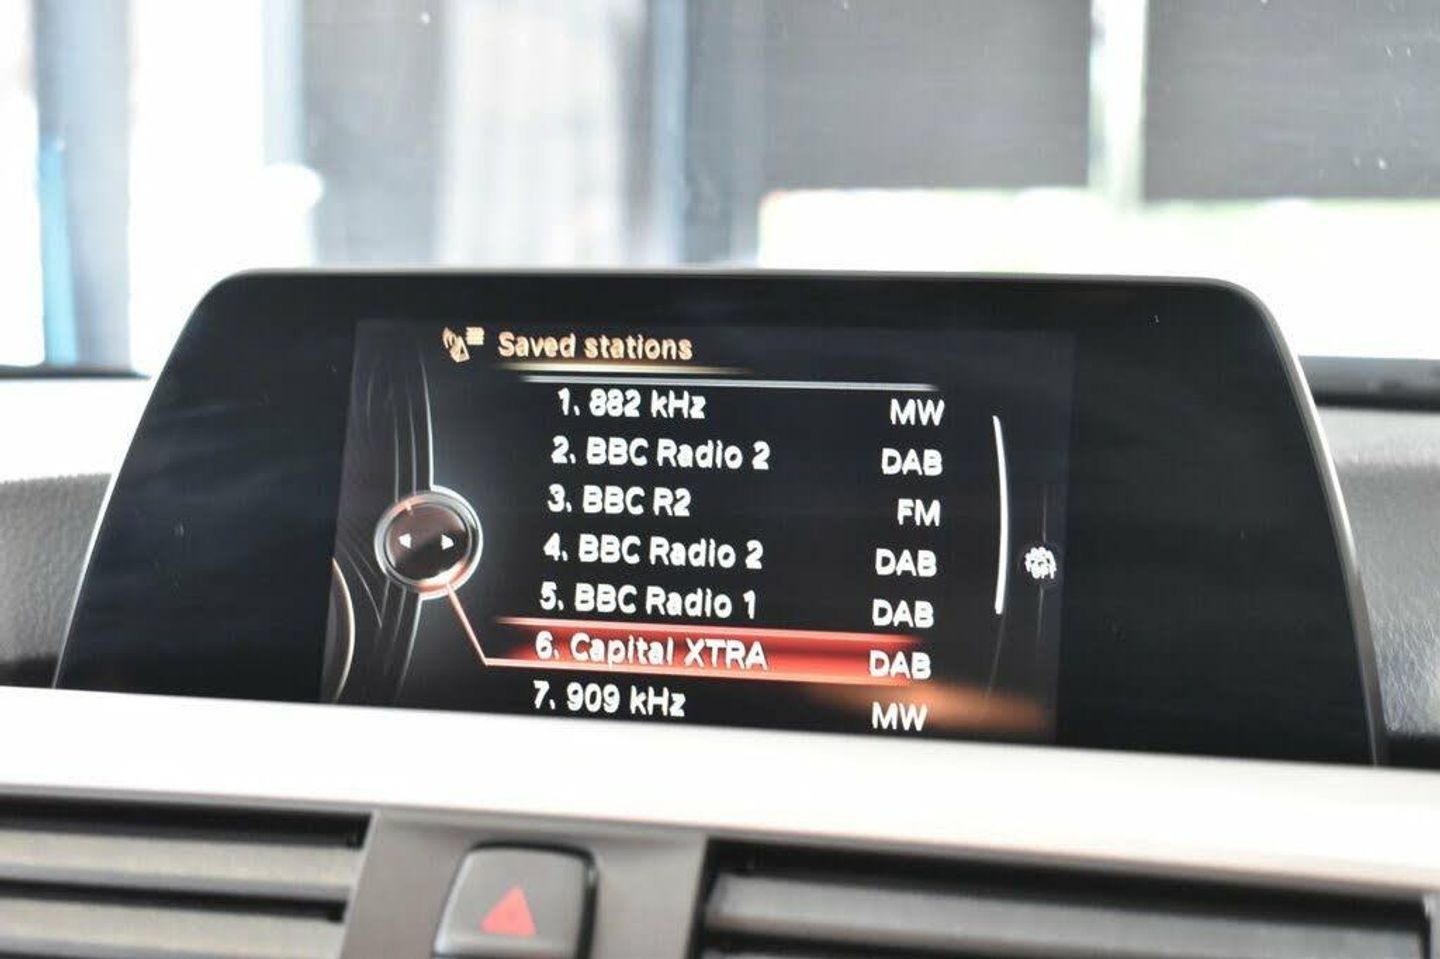 Saved stations
1. 882 kHz MW
2. BBC Radio 2 DAB
3. BBC R2 FM
4. BBC Radio 2 DAB
5. BBC Radio 1 DAB
6. Capital XTRA DAB
7. 909 kHz MW